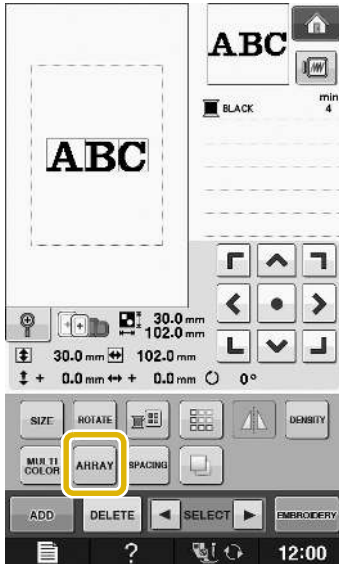 ABC
BLACK
min
4
ABC
30.0 mm
102.0 mm
30.0 mm 102.0 mm
+ 0.0 mm + 0.0 mm 0°
SIZE ROTATE DENSITY
MULTI COLOR ARRAY SPACING
ADD DELETE SELECT EMBROIDERY
? 12:00